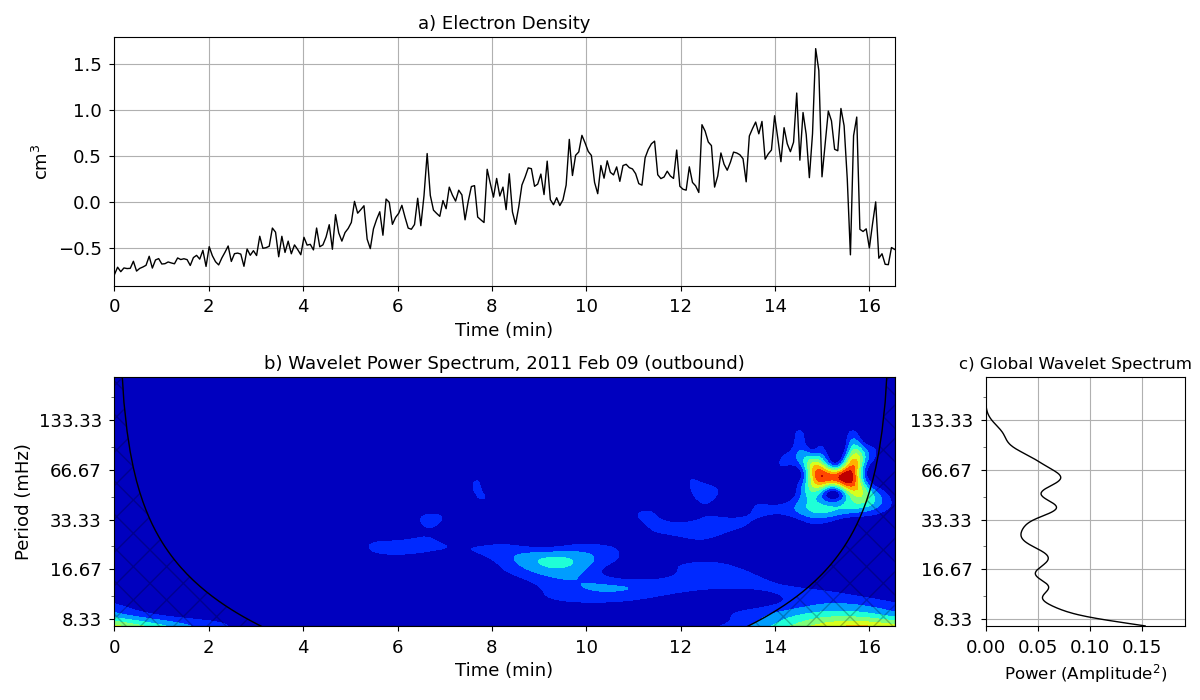 a) Electron Density
1.5
1.0
0.5
0.0
−0.5
cm³
0 2 4 6 8 10 12 14 16
Time (min)
b) Wavelet Power Spectrum, 2011 Feb 09 (outbound)
133.33
66.67
33.33
16.67
8.33
Period (mHz)
0 2 4 6 8 10 12 14 16
Time (min)
c) Global Wavelet Spectrum
133.33
66.67
33.33
16.67
8.33
0.00 0.05 0.10 0.15
Power (Amplitude²)